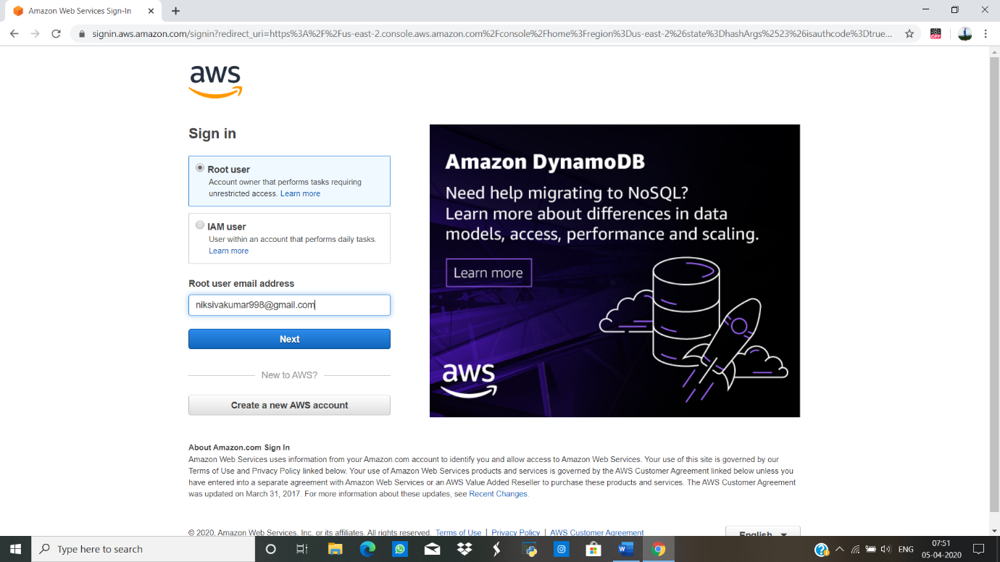 Amazon Web Services Sign-In
signin.aws.amazon.com/signin?redirect_uri=https%3A%2F%2Fus-east-2.console.aws.amazon.com%2Fconsole%2Fhome%3Fregion%3Dus-east-2%26state%3DhashArgs%2523%26isauthcode%3Dtrue...
OFF
aws
Sign in
Root user
Account owner that performs tasks requiring
unrestricted access. Learn more
IAM user
User within an account that performs daily tasks.
Learn more
Root user email address
niksivakumar998@gmail.com
Next
New to AWS?
Create a new AWS account
Amazon DynamoDB
Need help migrating to NoSQL?
Learn more about differences in data
models, access, performance and scaling.
Learn more
aws
About Amazon.com Sign In
Amazon Web Services uses information from your Amazon.com account to identify you and allow access to Amazon Web Services. Your use of this site is governed by our
Terms of Use and Privacy Policy linked below. Your use of Amazon Web Services products and services is governed by the AWS Customer Agreement linked below unless you
have entered into a separate agreement with Amazon Web Services or an AWS Value Added Reseller to purchase these products and services. The AWS Customer Agreement
was updated on March 31, 2017. For more information about these updates, see Recent Changes.
© 2020, Amazon Web Services, Inc. or its affiliates. All rights reserved. Terms of Use | Privacy Policy | AWS Customer Agreement
English
Type here to search
ENG
07:51
05-04-2020